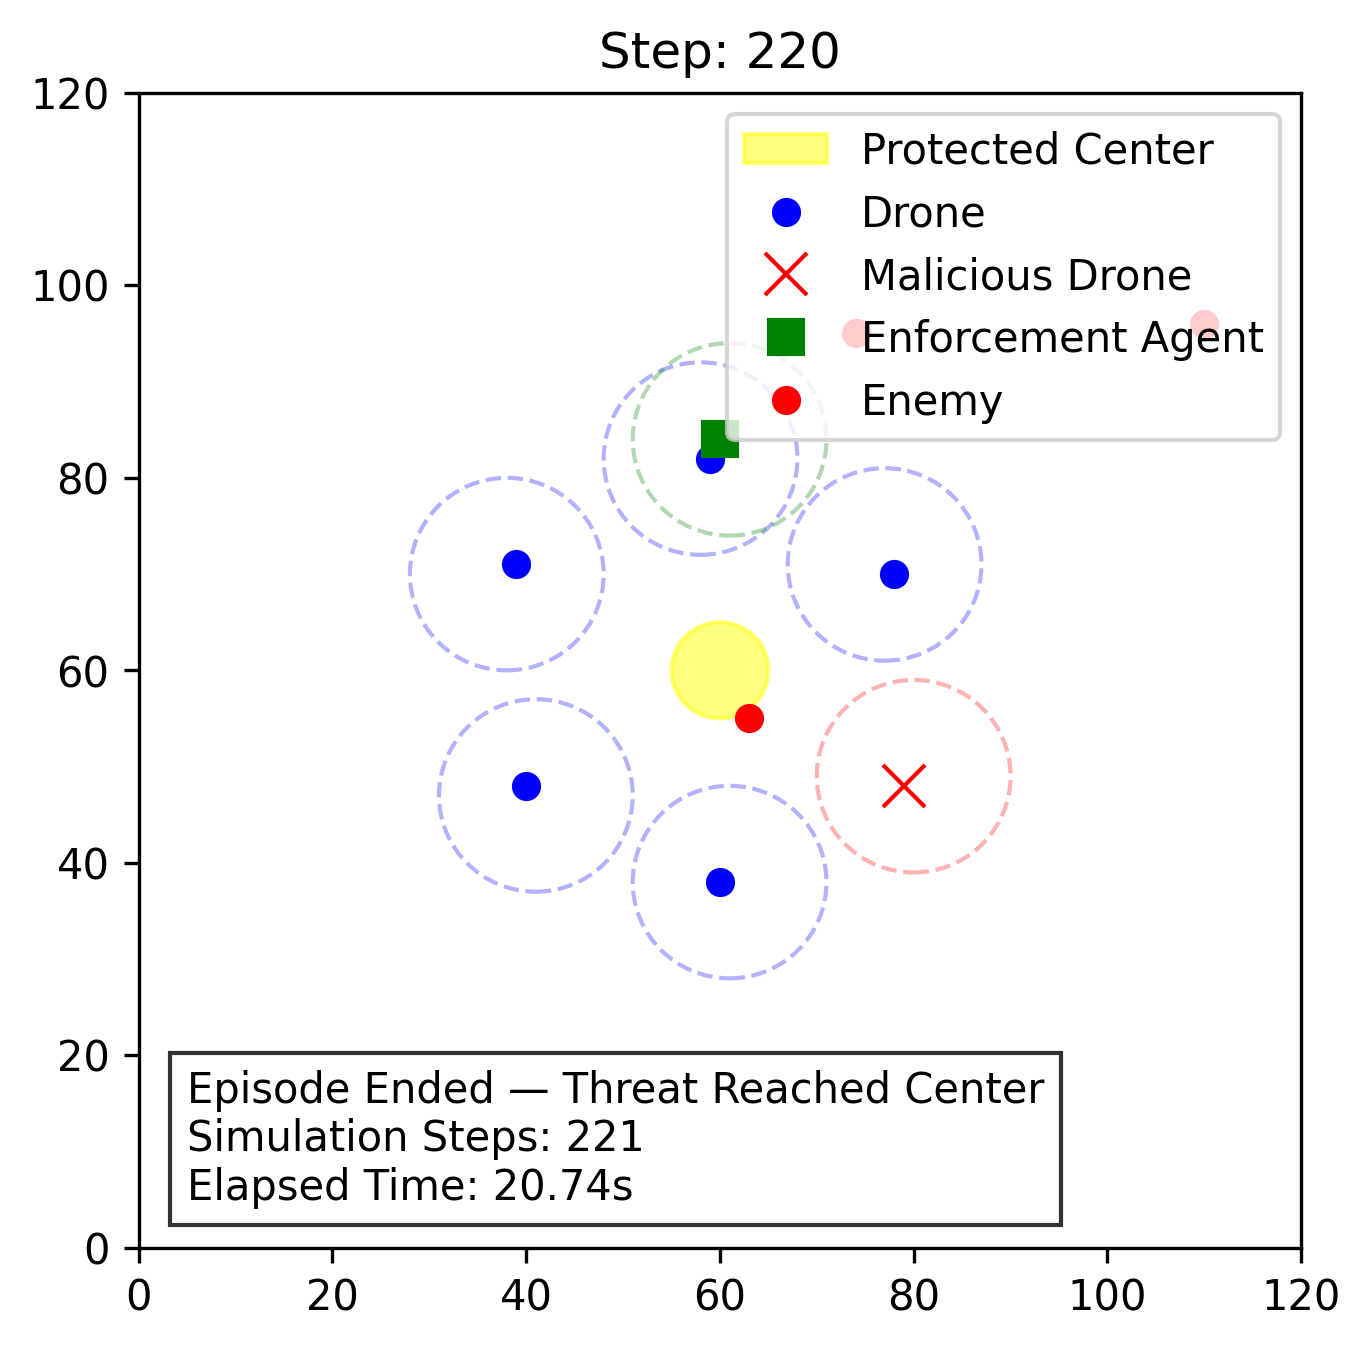 Step: 220
120
100
80
60
40
20
0
0 20 40 60 80 100 120
Protected Center
Drone
Malicious Drone
Enforcement Agent
Enemy
Episode Ended — Threat Reached Center
Simulation Steps: 221
Elapsed Time: 20.74s